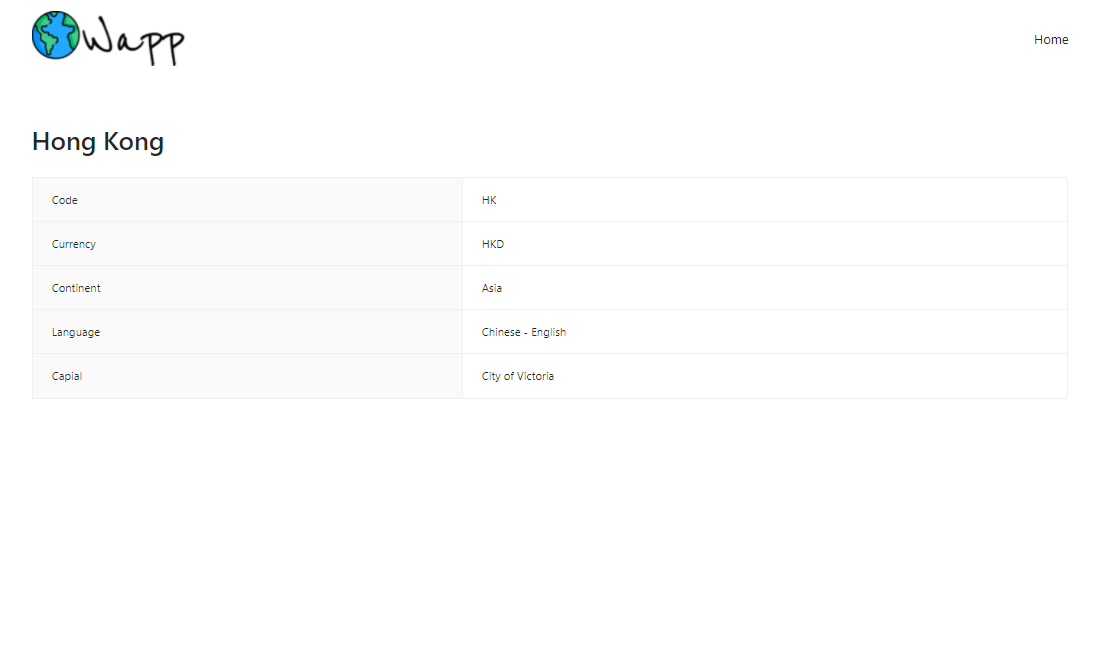 Wapp
Home
Hong Kong
Code HK
Currency HKD
Continent Asia
Language Chinese - English
Capial City of Victoria